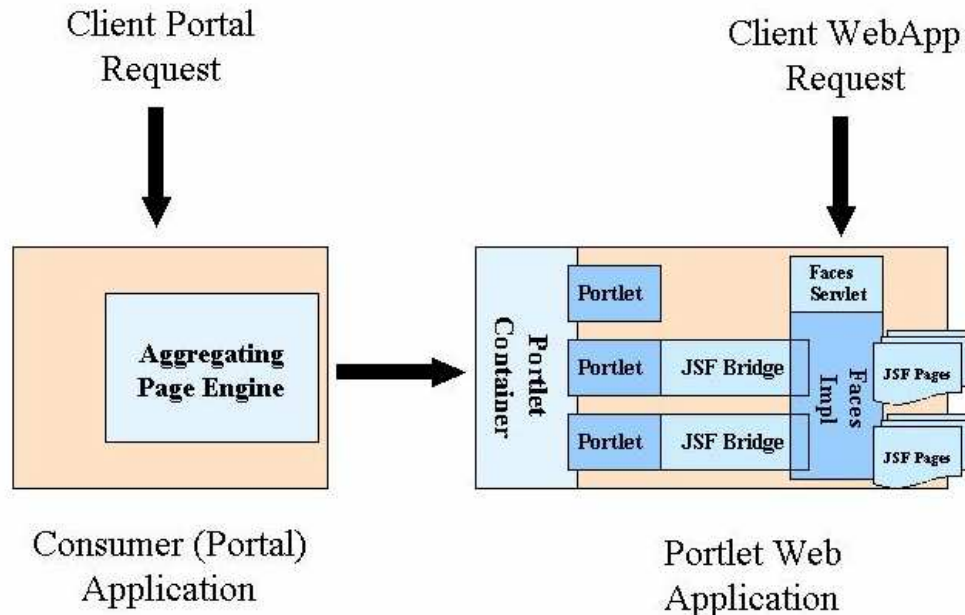 Client Portal
Request
Client WebApp
Request
Aggregating
Page Engine
Portlet
Container
Portlet
Portlet
JSF Bridge
Portlet
JSF Bridge
Faces
Servlet
Faces
Impl
JSF Pages
JSF Pages
Consumer (Portal)
Application
Portlet Web
Application